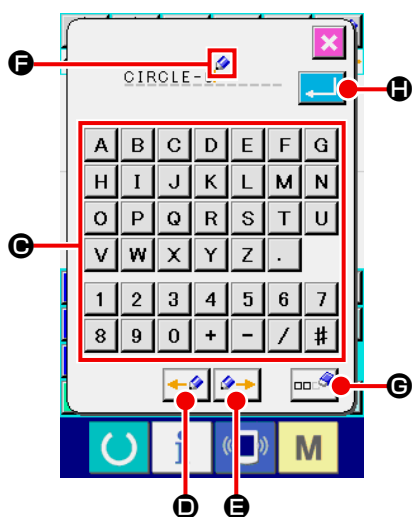 F
CIRCLE-
H
A B C D E F G
H I J K L M N
O P Q R S T U
C
V W X Y Z .
1 2 3 4 5 6 7
8 9 0 + - / #
G
i M
D E